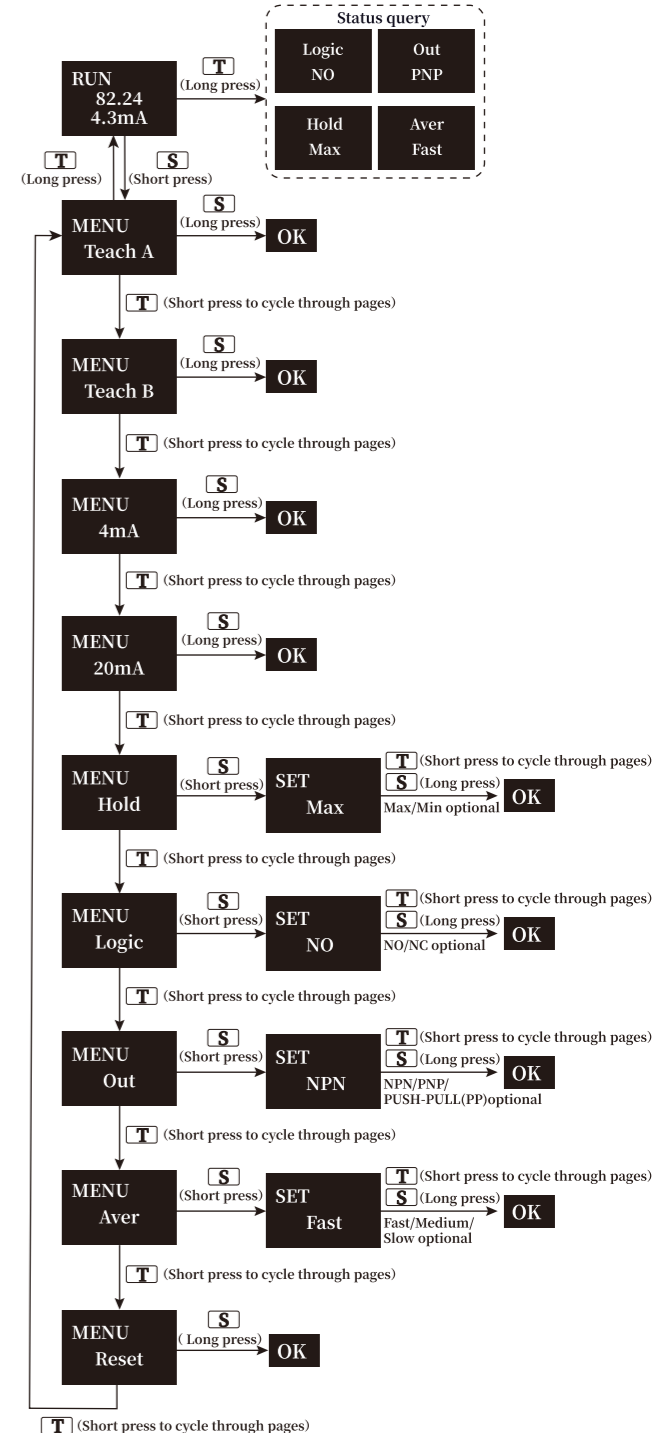 Status query
Logic
NO
Out
PNP
Hold
Max
Aver
Fast
RUN
82.24
4.3mA
T
(Long press)
T
(Long press)
S
(Short press)
MENU
Teach A
S
(Long press)
OK
T (Short press to cycle through pages)
MENU
Teach B
S
(Long press)
OK
T (Short press to cycle through pages)
MENU
4mA
S
(Long press)
OK
T (Short press to cycle through pages)
MENU
20mA
S
(Long press)
OK
T (Short press to cycle through pages)
MENU
Hold
S
(Short press)
SET
Max
T (Short press to cycle through pages)
S (Long press)
Max/Min optional
OK
T (Short press to cycle through pages)
MENU
Logic
S
(Short press)
SET
NO
T (Short press to cycle through pages)
S (Long press)
NO/NC optional
OK
T (Short press to cycle through pages)
MENU
Out
S
(Short press)
SET
NPN
T (Short press to cycle through pages)
S (Long press)
NPN/PNP/
PUSH-PULL(PP)optional
OK
T (Short press to cycle through pages)
MENU
Aver
S
(Short press)
SET
Fast
T (Short press to cycle through pages)
S (Long press)
Fast/Medium/
Slow optional
OK
T (Short press to cycle through pages)
MENU
Reset
S
( Long press)
OK
T (Short press to cycle through pages)